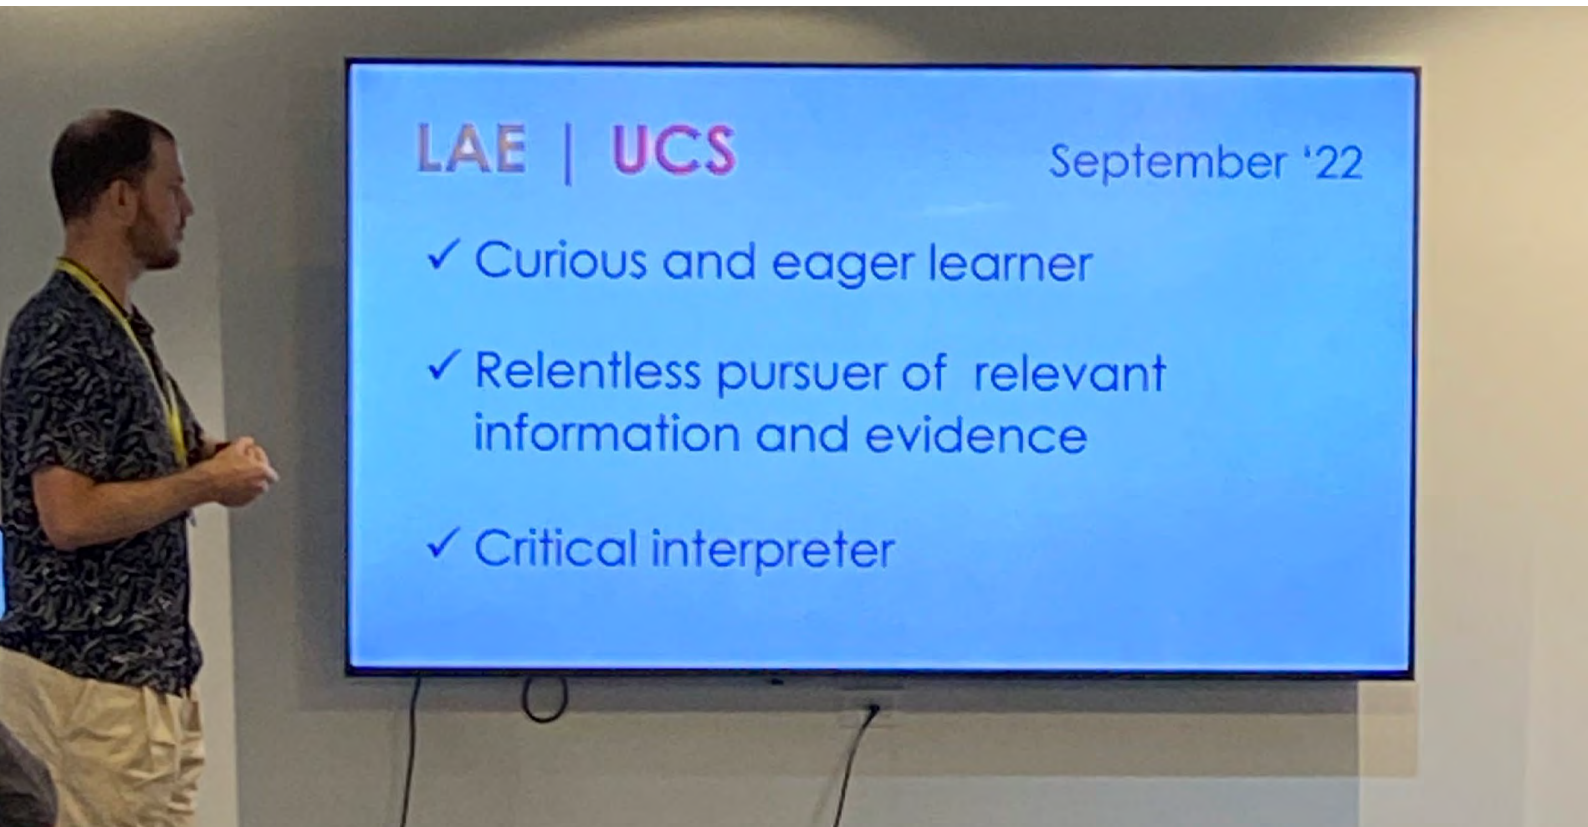 LAE | UCS
September '22
✓ Curious and eager learner
✓ Relentless pursuer of relevant
information and evidence
✓ Critical interpreter